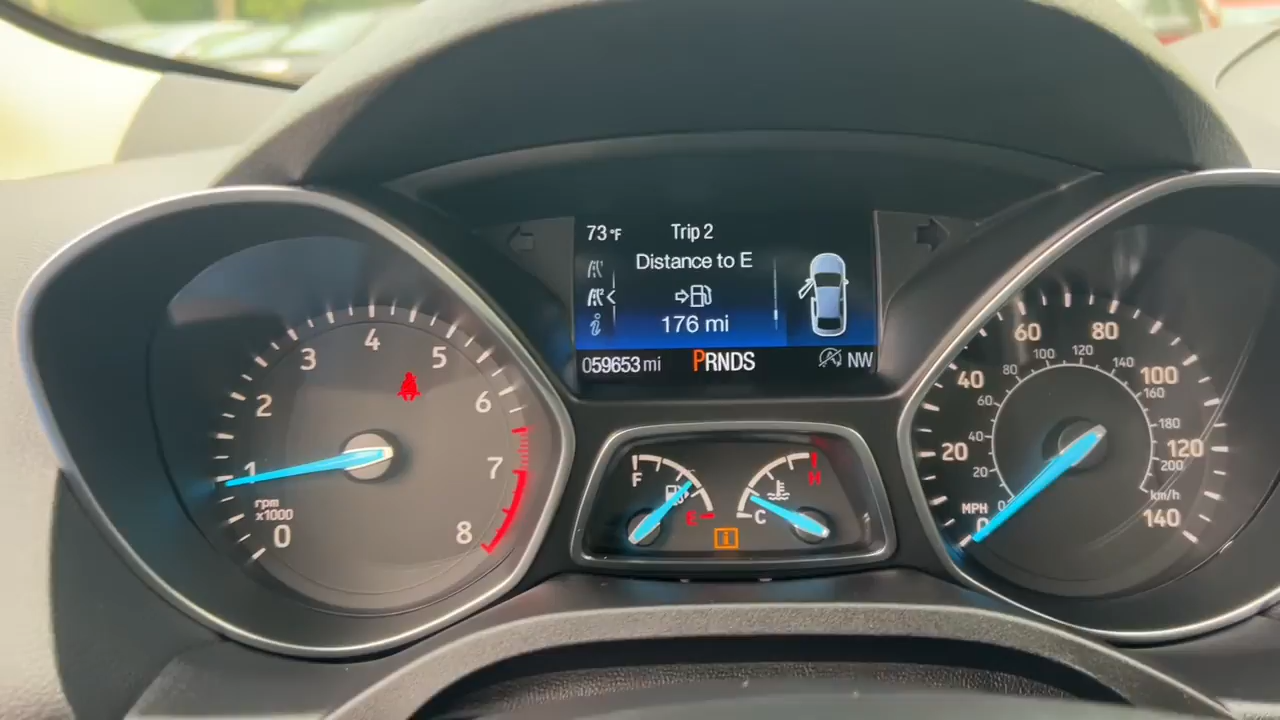 73°F Trip 2
Distance to E
176 mi
059653 mi PRNDS NW
0 1 2 3 4 5 6 7 8
rpm
x1000
F E
H C
i
0 20 40 60 80 100 120 140
MPH
0 20 40 60 80 100 120 140 160 180 200
km/h